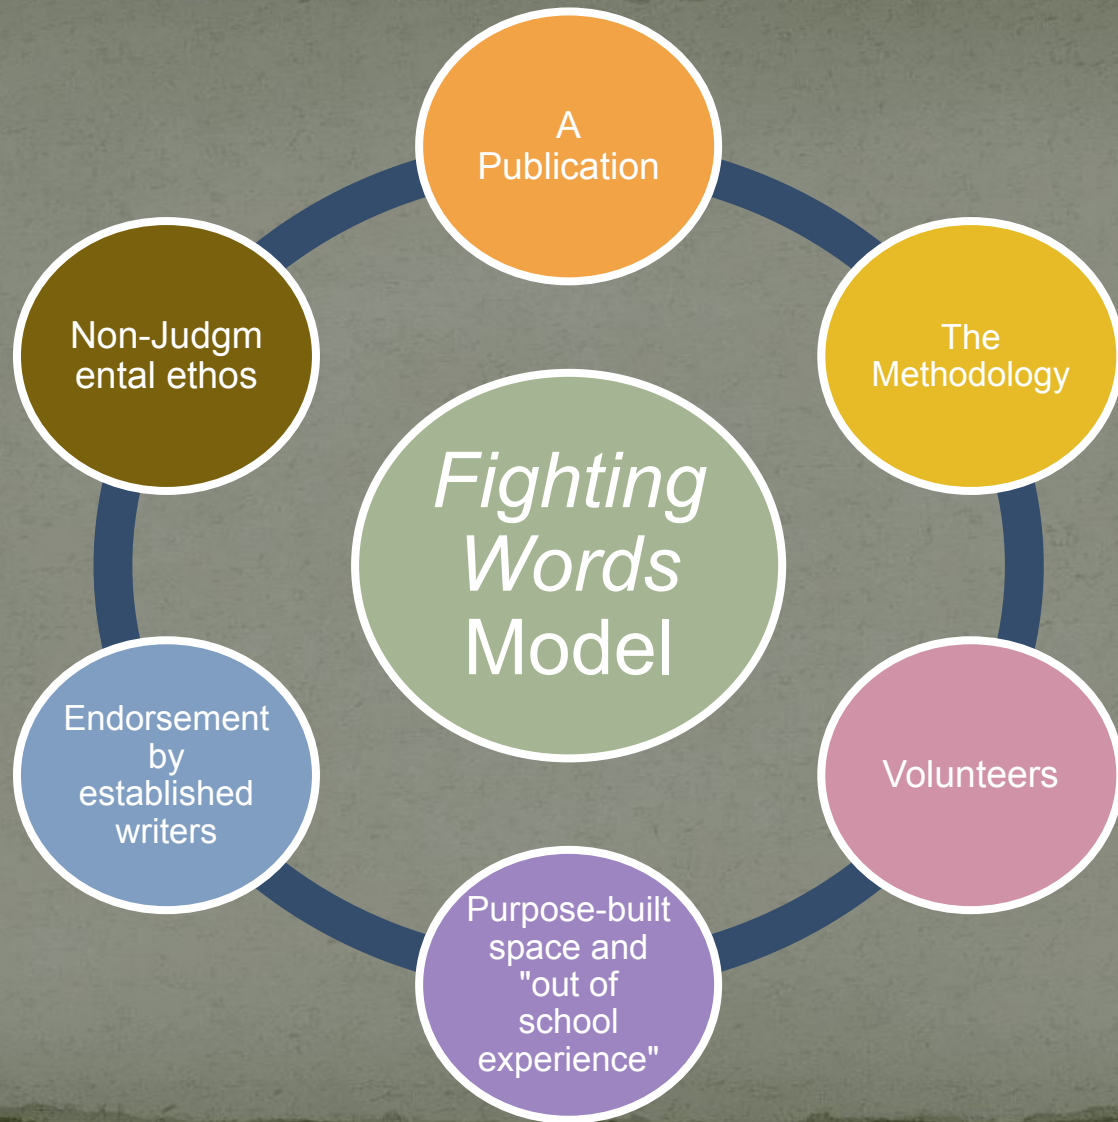 A
Publication
The
Methodology
Volunteers
Purpose-built
space and
"out of
school
experience"
Endorsement
by
established
writers
Non-Judgm
ental ethos
Fighting
Words
Model